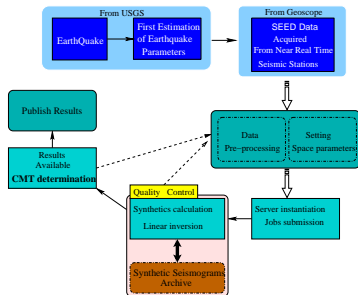 From USGS
EarthQuake
First Estimation
of Earthquake
Parameters
From Geoscope
SEED Data
Acquired
From Near Real Time
Seismic Stations
Publish Results
Data
Pre-processing
Setting
Space parameters
Results
Available
CMT determination
Quality Control
Synthetics calculation
Linear inversion
Server instantiation
Jobs submission
Synthetic Seismograms
Archive